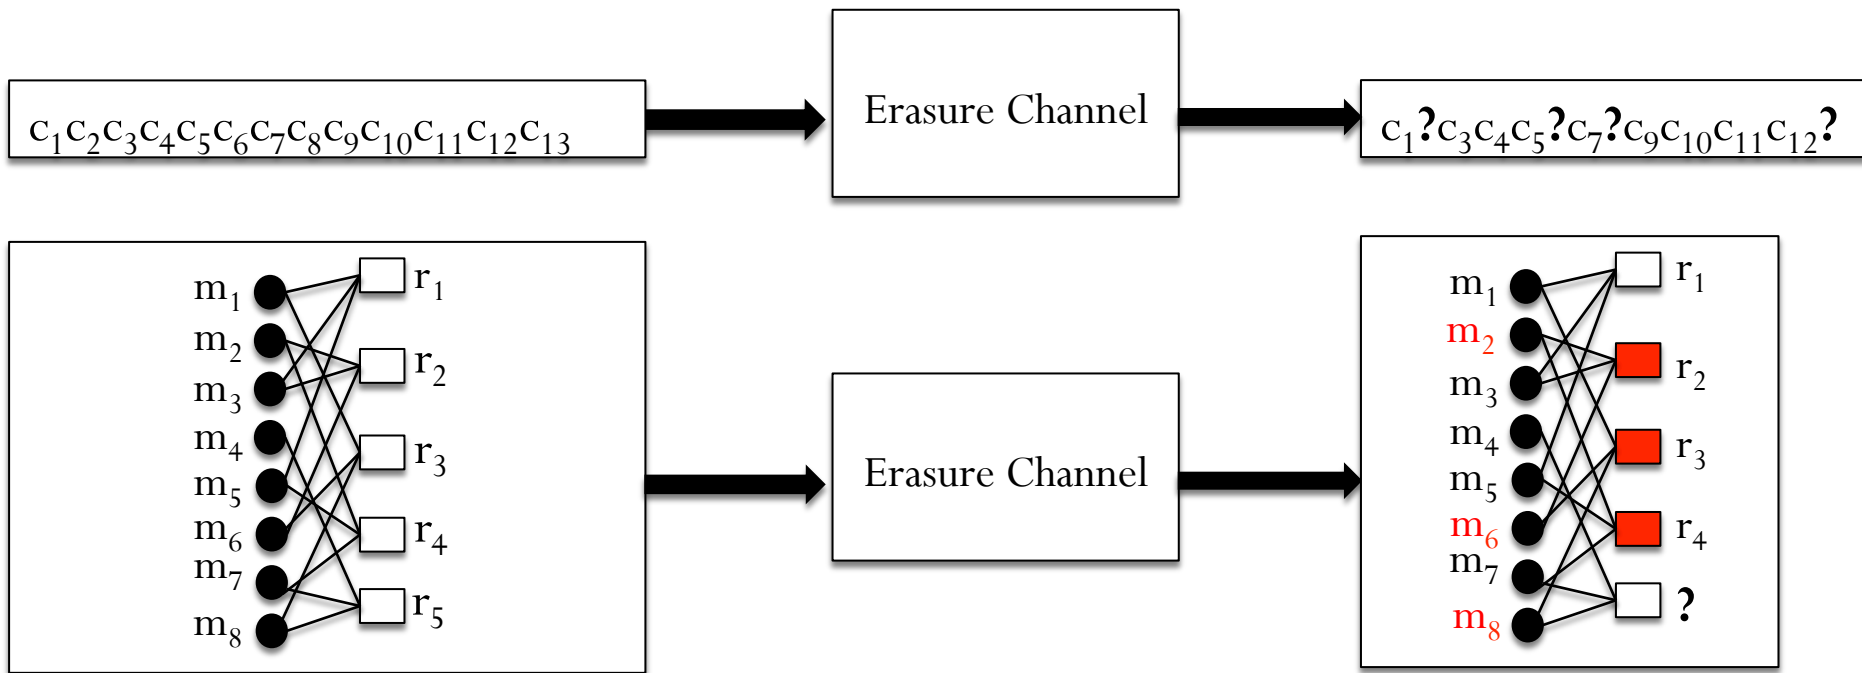 c₁c₂c₃c₄c₅c₆c₇c₈c₉c₁₀c₁₁c₁₂c₁₃
Erasure Channel
c₁?c₃c₄c₅?c₇?c₉c₁₀c₁₁c₁₂?
m₁
m₂
m₃
m₄
m₅
m₆
m₇
m₈
r₁
r₂
r₃
r₄
r₅
Erasure Channel
m₁
m₂
m₃
m₄
m₅
m₆
m₇
m₈
r₁
r₂
r₃
r₄
?